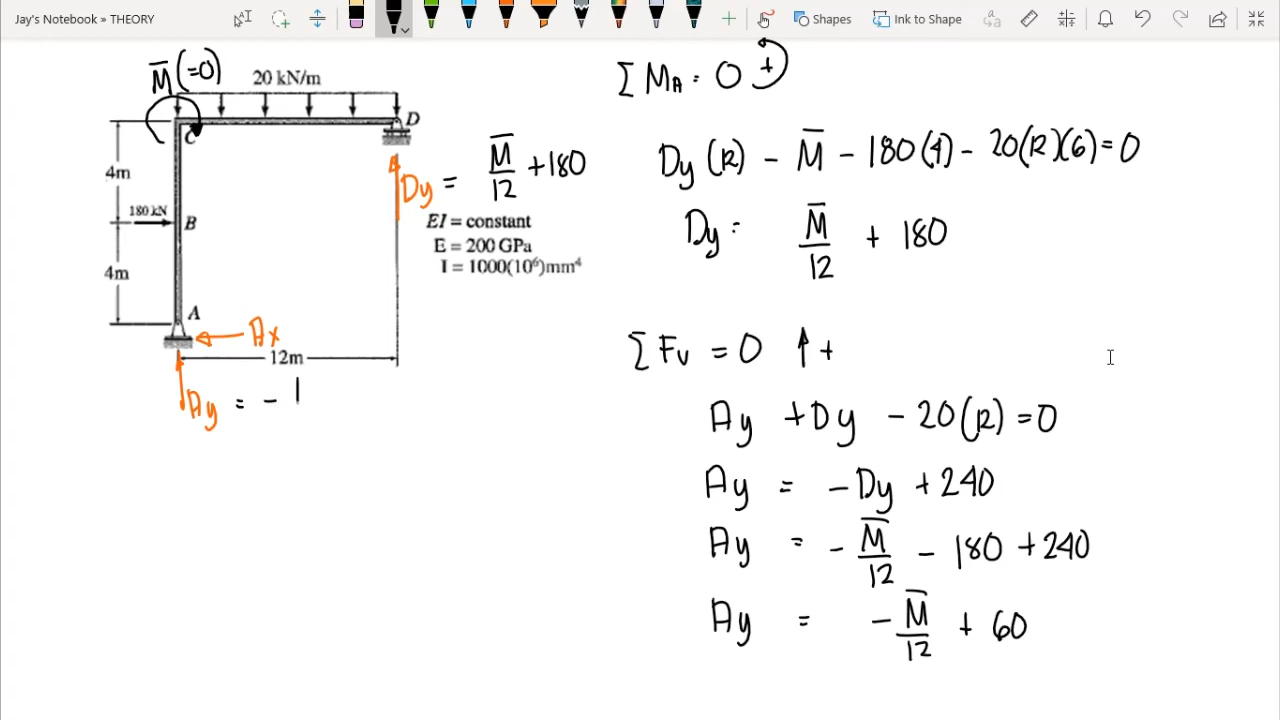 Jay's Notebook » THEORY
Shapes
Ink to Shape
M̅ (=0)
20 kN/m
C
D
4m
180 kN
B
4m
A
12m
EI = constant
E = 200 GPa
I = 1000(10⁶)mm⁴
Dy = M̅/12 + 180
Ax
Ay = -
∑ MA = 0 +
Dy (12) - M̅ - 180(4) - 20(12)(6) = 0
Dy = M̅/12 + 180
∑ Fv = 0 ↑ +
Ay + Dy - 20(12) = 0
Ay = - Dy + 240
Ay = - M̅/12 - 180 + 240
Ay = - M̅/12 + 60